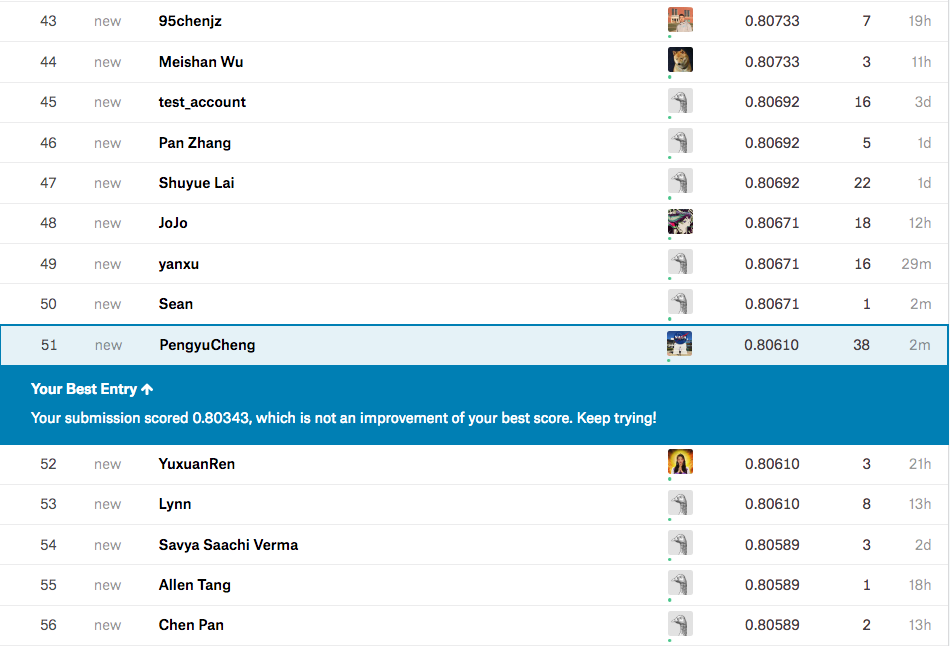 43 new 95chenjz 0.80733 7 19h
44 new Meishan Wu 0.80733 3 11h
45 new test_account 0.80692 16 3d
46 new Pan Zhang 0.80692 5 1d
47 new Shuyue Lai 0.80692 22 1d
48 new JoJo 0.80671 18 12h
49 new yanxu 0.80671 16 29m
50 new Sean 0.80671 1 2m
51 new PengyuCheng 0.80610 38 2m
Your Best Entry ↑
Your submission scored 0.80343, which is not an improvement of your best score. Keep trying!
52 new YuxuanRen 0.80610 3 21h
53 new Lynn 0.80610 8 13h
54 new Savya Saachi Verma 0.80589 3 2d
55 new Allen Tang 0.80589 1 18h
56 new Chen Pan 0.80589 2 13h